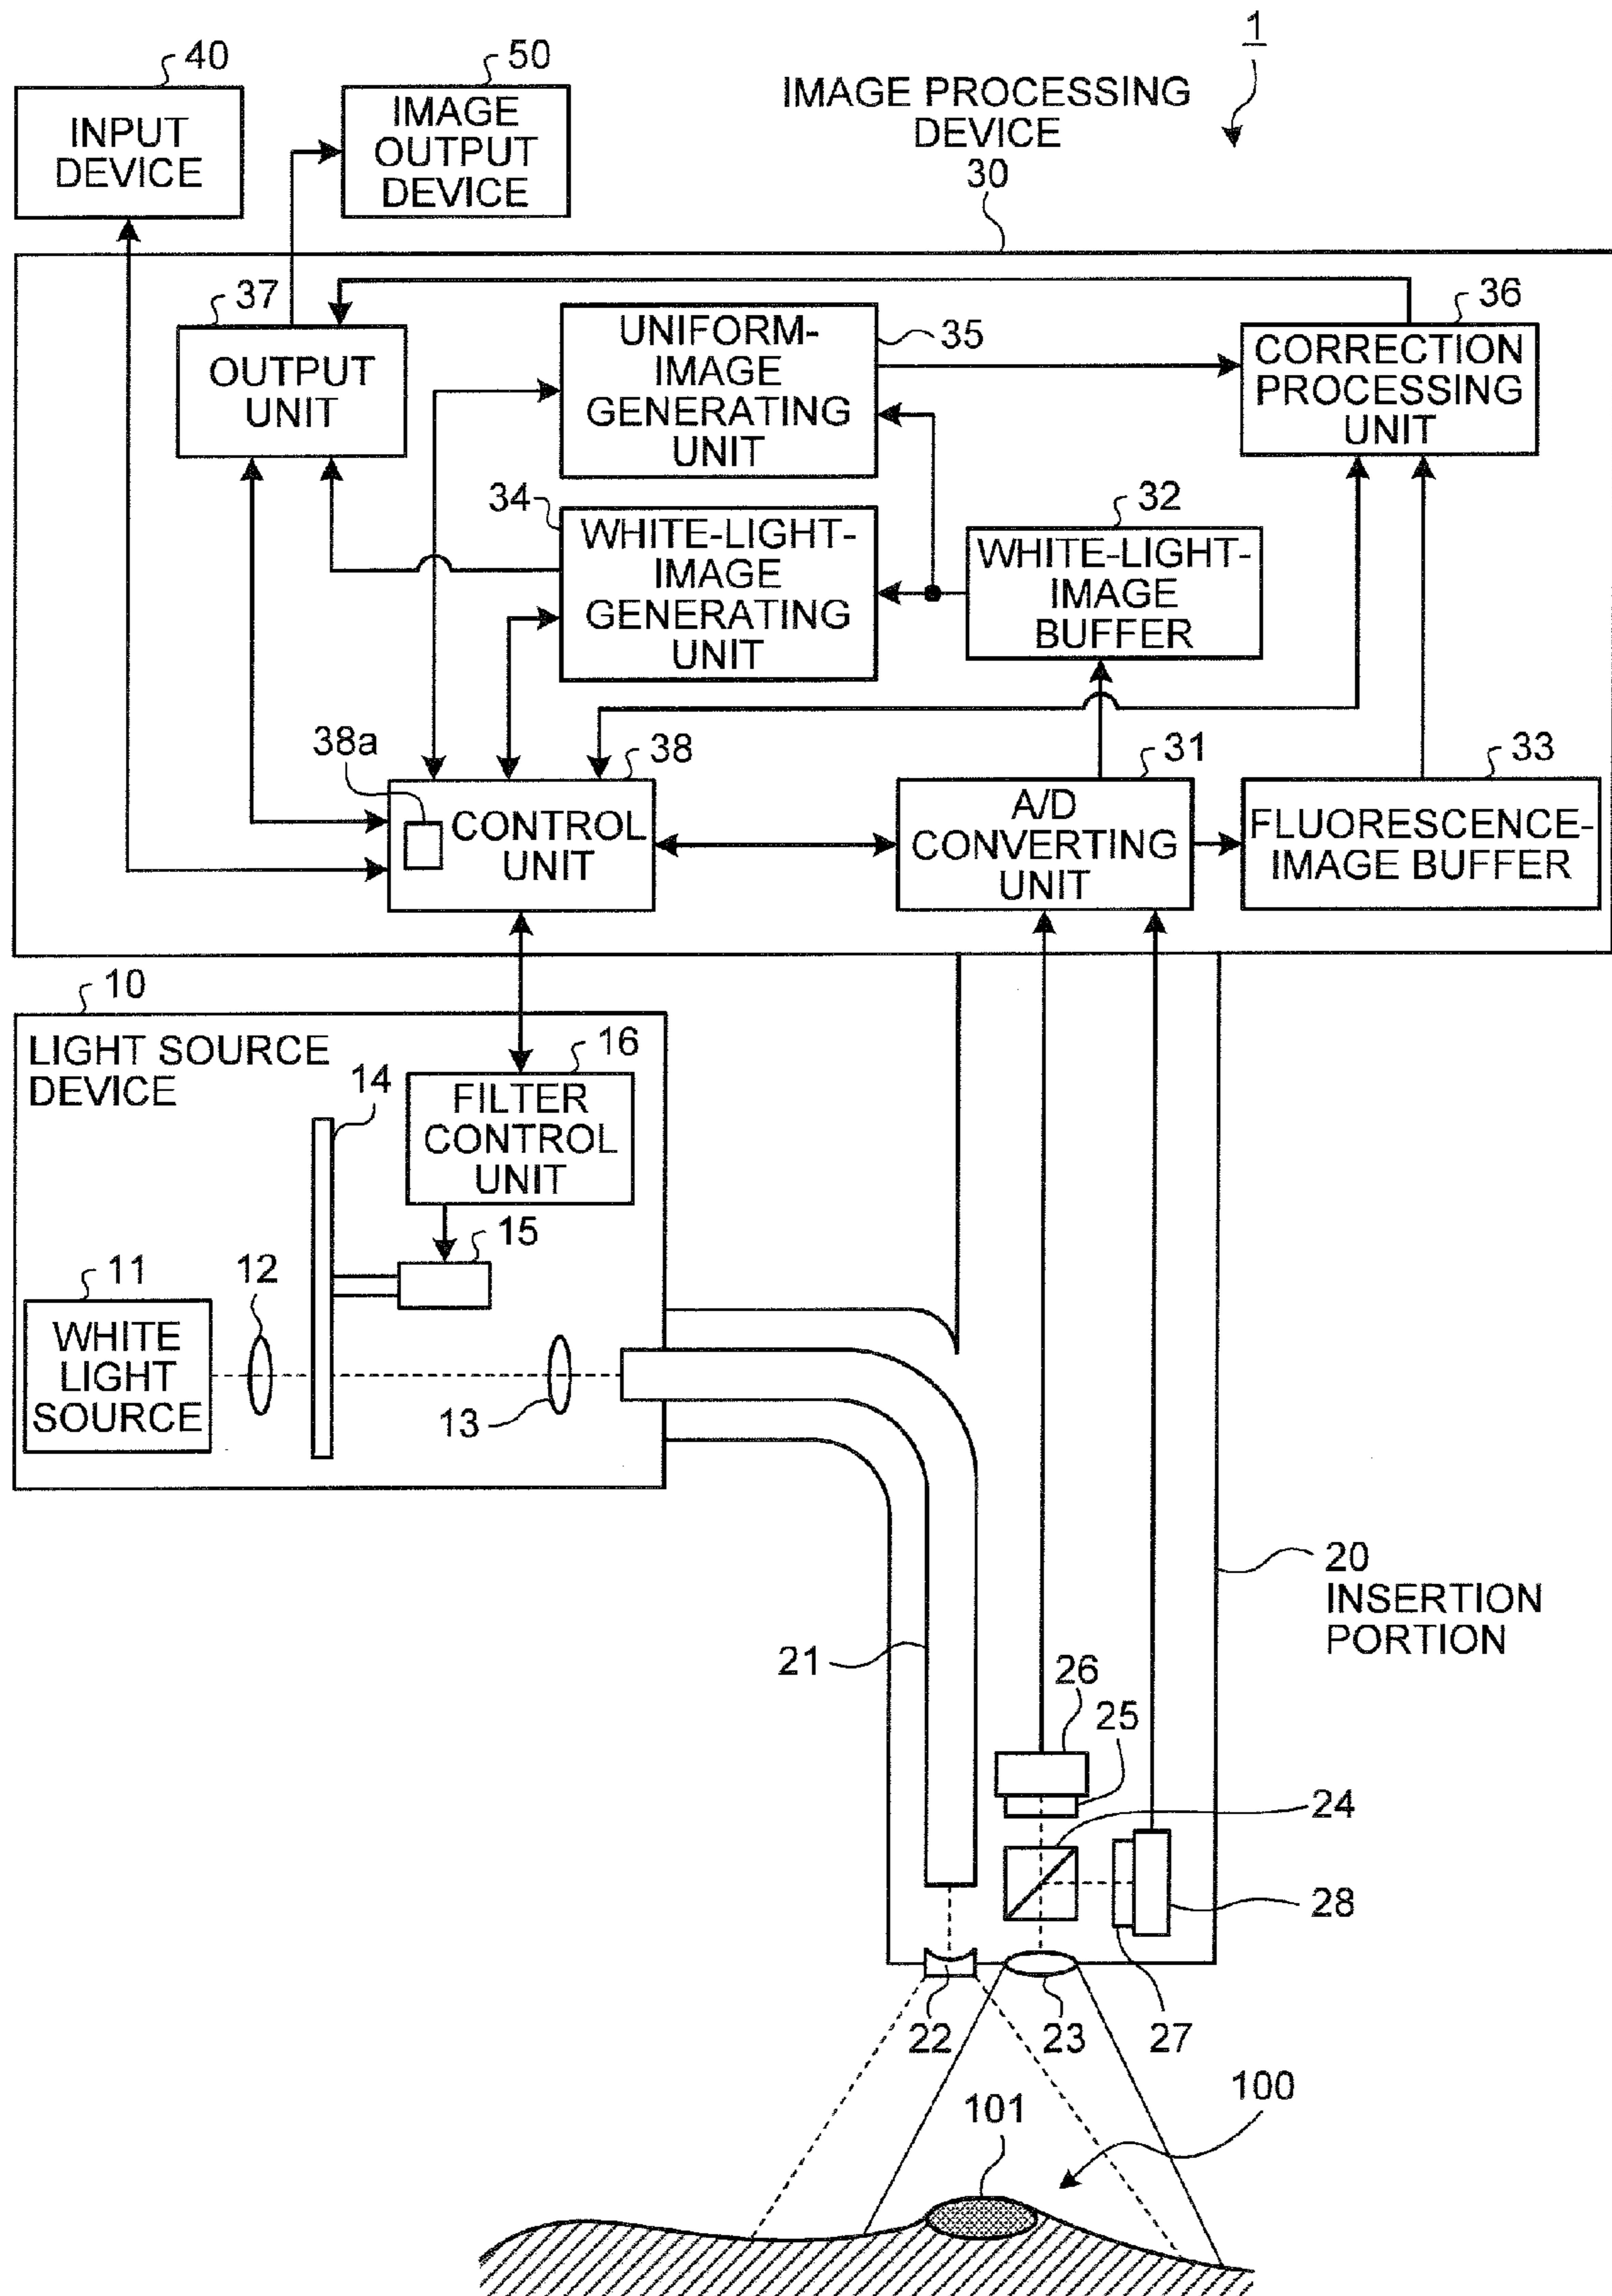 1
40
50
INPUT
DEVICE
IMAGE
OUTPUT
DEVICE
IMAGE PROCESSING
DEVICE
30
37
OUTPUT
UNIT
UNIFORM-
IMAGE
GENERATING
UNIT
35
36
CORRECTION
PROCESSING
UNIT
34
WHITE-LIGHT-
IMAGE
GENERATING
UNIT
32
WHITE-LIGHT-
IMAGE
BUFFER
38a
38
CONTROL
UNIT
31
A/D
CONVERTING
UNIT
33
FLUORESCENCE-
IMAGE BUFFER
10
LIGHT SOURCE
DEVICE
14
16
FILTER
CONTROL
UNIT
15
11
WHITE
LIGHT
SOURCE
12
13
20
INSERTION
PORTION
21
26
25
24
28
22
23
27
101
100